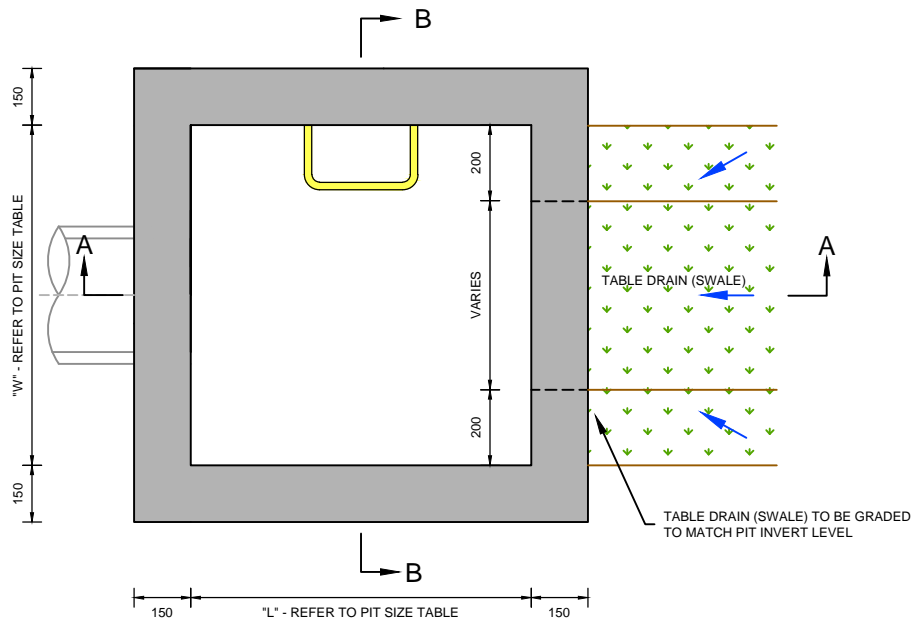 B
150
200
"W" - REFER TO PIT SIZE TABLE
A
A
VARIES
TABLE DRAIN (SWALE)
200
150
TABLE DRAIN (SWALE) TO BE GRADED
TO MATCH PIT INVERT LEVEL
B
150
"L" - REFER TO PIT SIZE TABLE
150